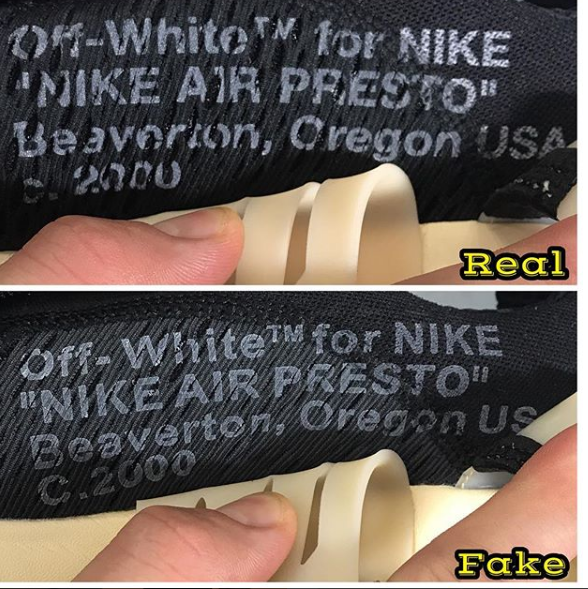 Off-White™ for NIKE
"NIKE AIR PRESTO"
Beaverton, Oregon USA
c. 2000
Real
Off-White™ for NIKE
"NIKE AIR PRESTO"
Beaverton, Oregon US
C.2000
Fake